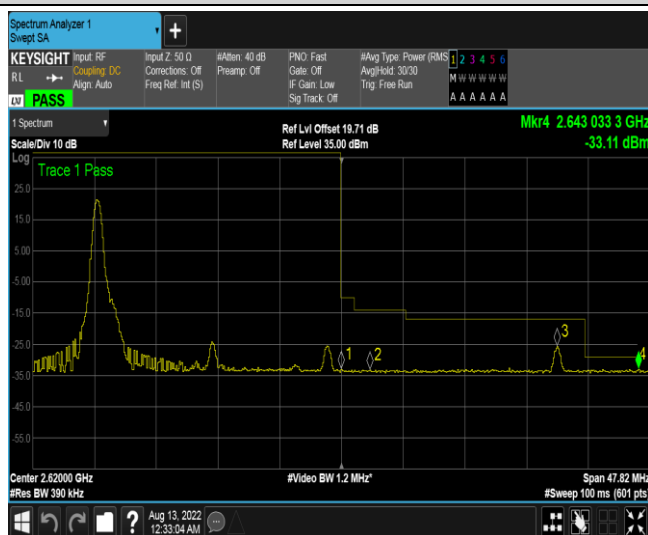 Spectrum Analyzer 1
Swept SA
+
KEYSIGHT Input: RF Input Z: 50 Ω #Atten: 40 dB PNO: Fast #Avg Type: Power (RMS 1 2 3 4 5 6
RL Coupling: DC Corrections: Off Preamp: Off Gate: Off Avg|Hold: 30/30 M W W W W W
Align: Auto Freq Ref: Int (S) IF Gain: Low Trig: Free Run
LXI PASS Sig Track: Off A A A A A A
1 Spectrum Ref Lvl Offset 19.71 dB Mkr4 2.643 033 3 GHz
Scale/Div 10 dB Ref Level 35.00 dBm -33.11 dBm
Log
Trace 1 Pass
25.0
15.0
5.00
-5.00
-15.0
-25.0
3
1 2 4
-35.0
-45.0
-55.0
Center 2.62000 GHz #Video BW 1.2 MHz* Span 47.82 MHz
#Res BW 390 kHz #Sweep 100 ms (601 pts)
? Aug 13, 2022
12:33:04 AM